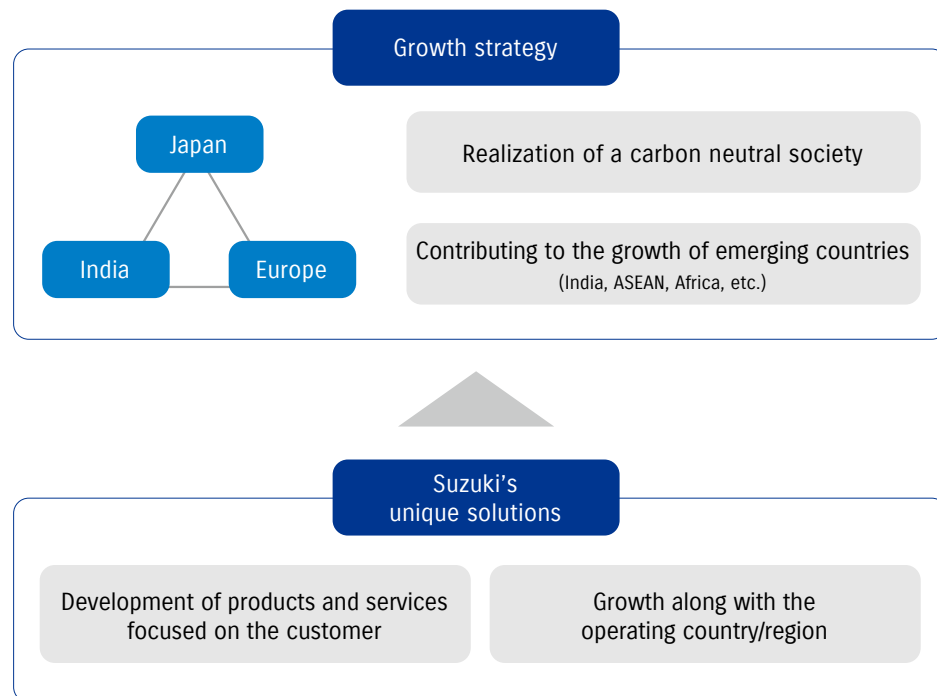 Growth strategy
Japan
India
Europe
Realization of a carbon neutral society
Contributing to the growth of emerging countries
(India, ASEAN, Africa, etc.)
Suzuki’s
unique solutions
Development of products and services
focused on the customer
Growth along with the
operating country/region